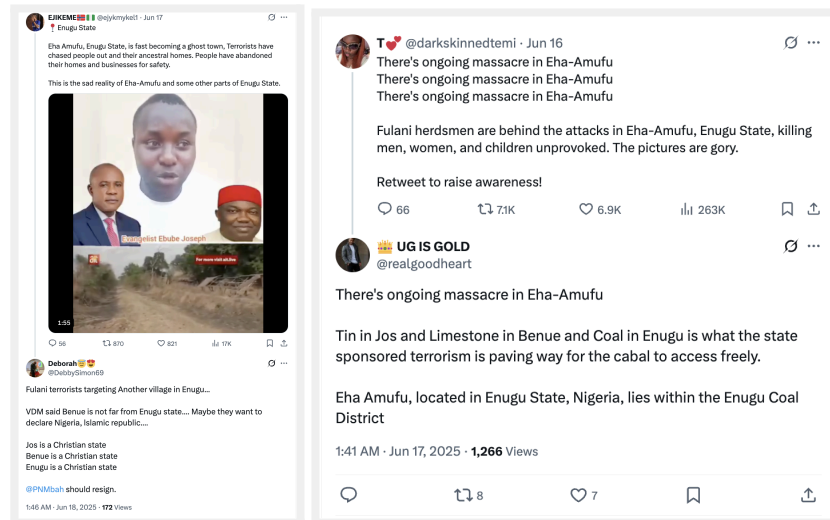 EJIKEME🇧🇮🇳🇬 @ejykmykel1 · Jun 17
📍 Enugu State
Eha Amufu, Enugu State, is fast becoming a ghost town, Terrorists have
chased people out and their ancestral homes. People have abandoned
their homes and businesses for safety.
This is the sad reality of Eha-Amufu and some other parts of Enugu State.
Evangelist Ebube Joseph
For more visit ait.live
1:55
56 870 821 17K
Deborah
@DebbySimon69
Fulani terrorists targeting Another village in Enugu...
VDM said Benue is not far from Enugu state.... Maybe they want to
declare Nigeria, Islamic republic....
Jos is a Christian state
Benue is a Christian state
Enugu is a Christian state
@PNMbah should resign.
1:46 AM · Jun 18, 2025 · 172 Views
T💕 @darkskinnedtemi · Jun 16
There's ongoing massacre in Eha-Amufu
There's ongoing massacre in Eha-Amufu
There's ongoing massacre in Eha-Amufu
Fulani herdsmen are behind the attacks in Eha-Amufu, Enugu State, killing
men, women, and children unprovoked. The pictures are gory.
Retweet to raise awareness!
66 7.1K 6.9K 263K
UG IS GOLD
@realgoodheart
There's ongoing massacre in Eha-Amufu
Tin in Jos and Limestone in Benue and Coal in Enugu is what the state
sponsored terrorism is paving way for the cabal to access freely.
Eha Amufu, located in Enugu State, Nigeria, lies within the Enugu Coal
District
1:41 AM · Jun 17, 2025 · 1,266 Views
8 7